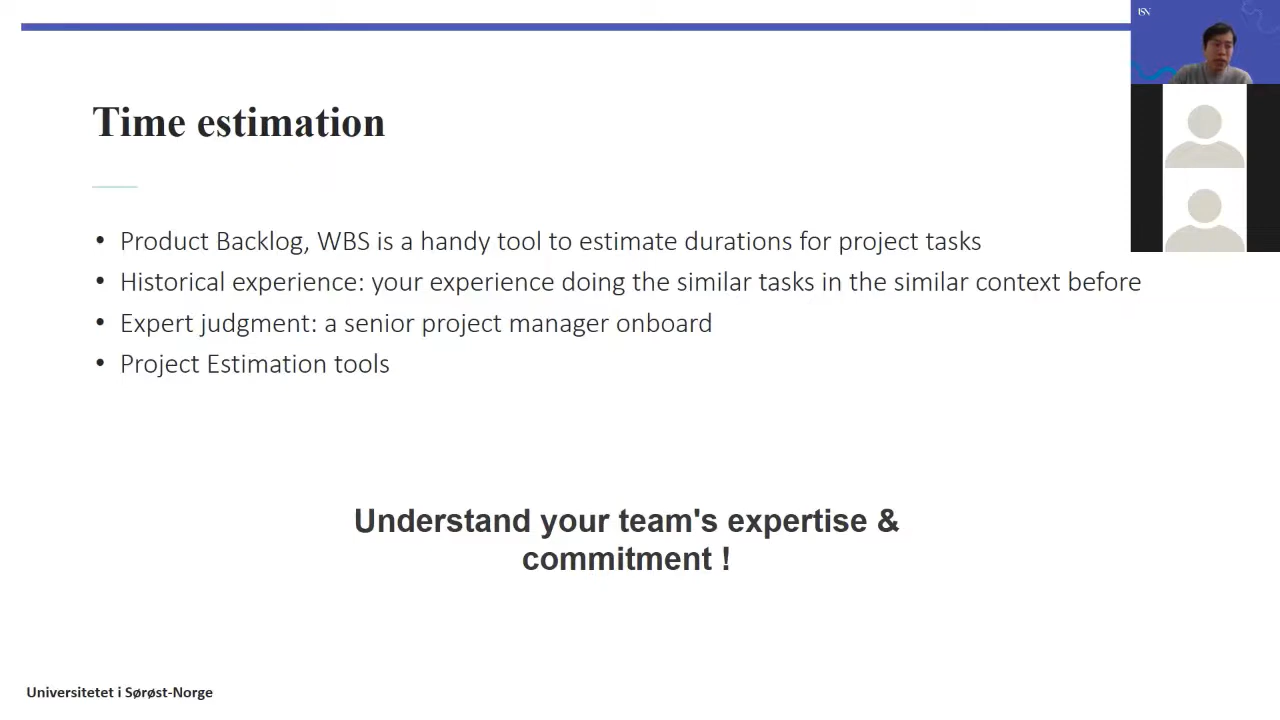 USN
Time estimation
• Product Backlog, WBS is a handy tool to estimate durations for project tasks
• Historical experience: your experience doing the similar tasks in the similar context before
• Expert judgment: a senior project manager onboard
• Project Estimation tools
Understand your team's expertise &
commitment !
Universitetet i Sørøst-Norge